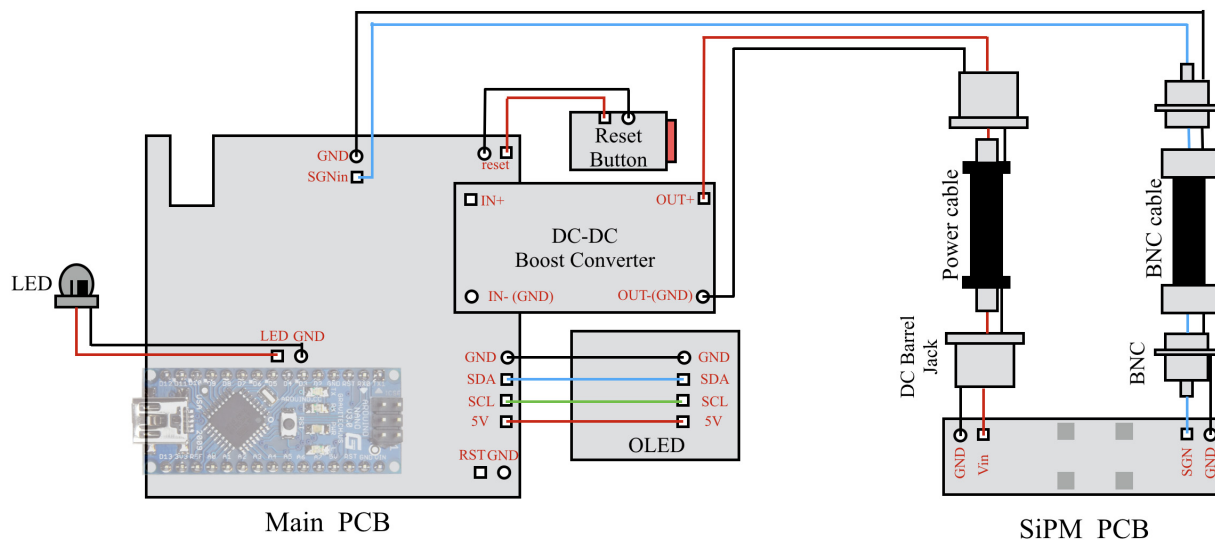 GND
SGNin
reset
Reset
Button
IN+
OUT+
DC-DC
Boost Converter
IN- (GND)
OUT-(GND)
LED
LED GND
GND
SDA
SCL
5V
GND
SDA
SCL
5V
OLED
RST GND
Main PCB
Power cable
DC Barrel
Jack
BNC cable
BNC
GND
Vin
SGN
GND
SiPM PCB